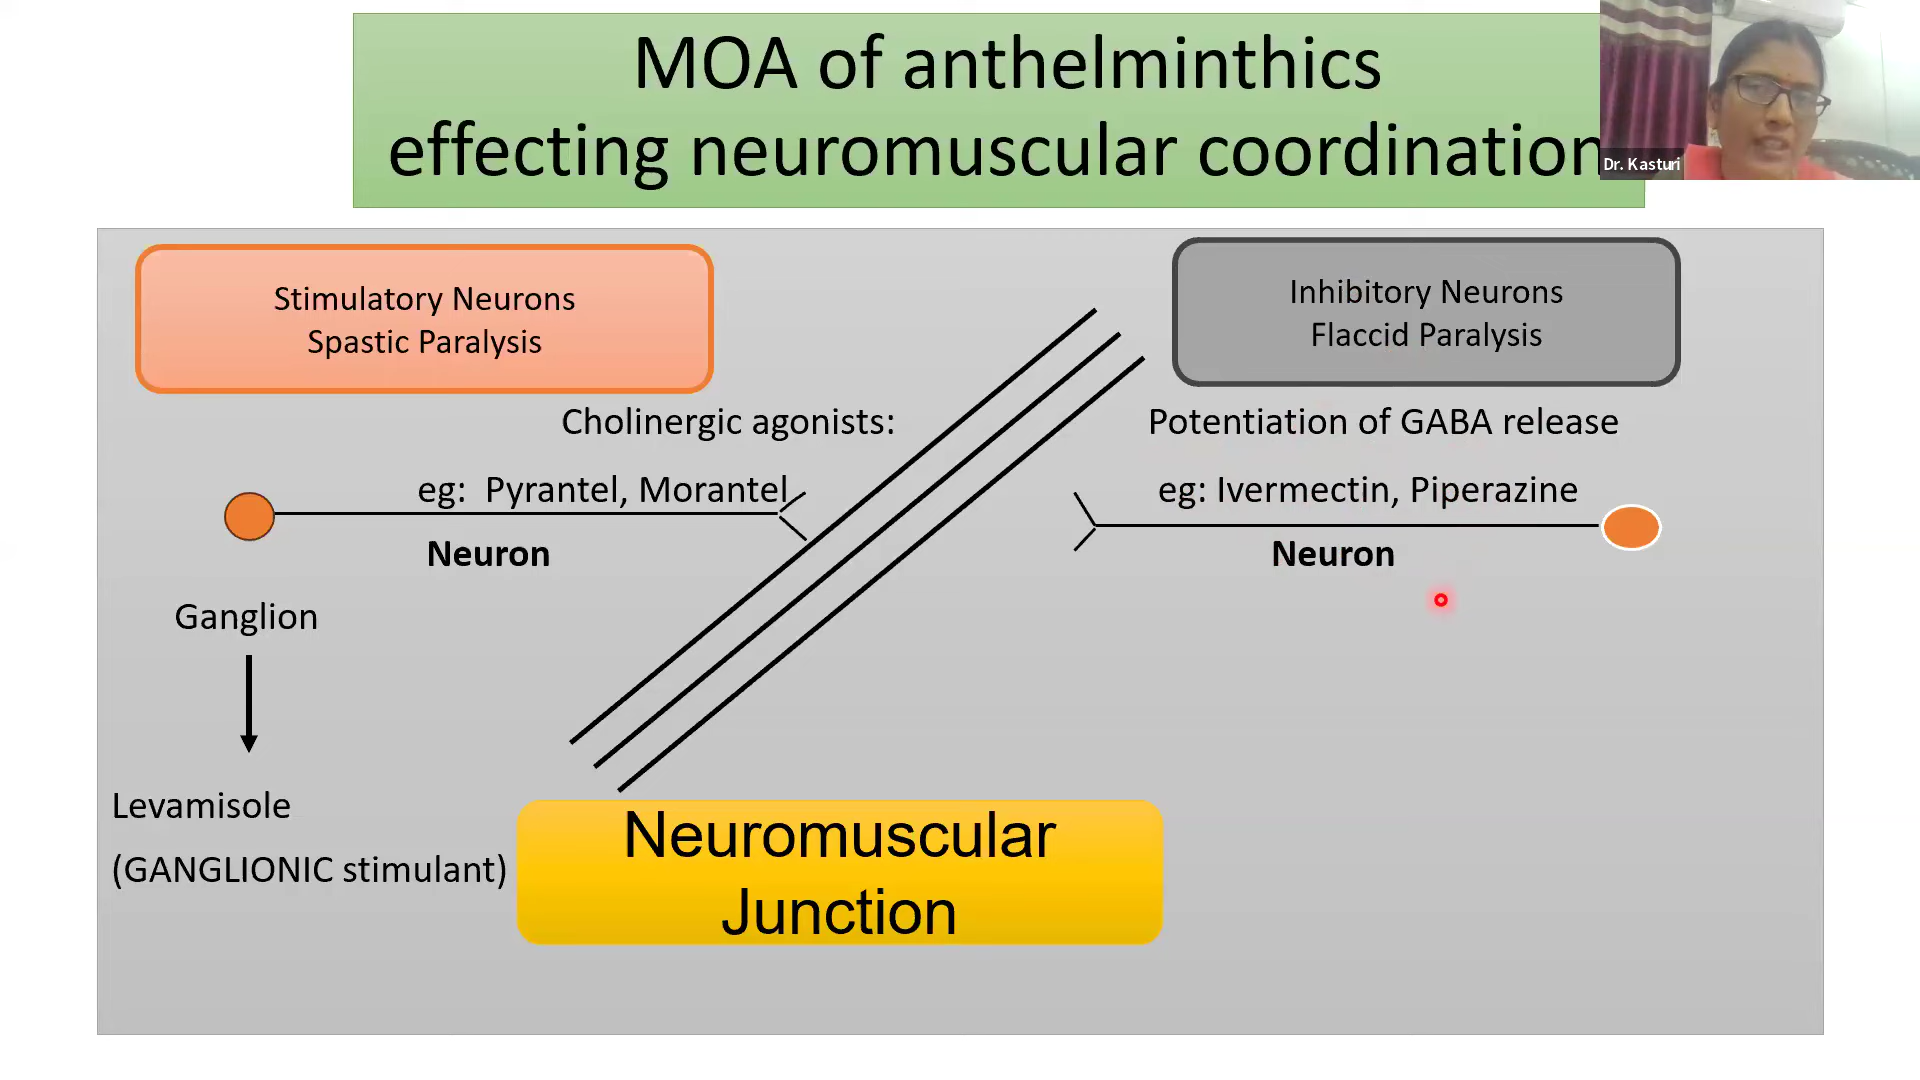 MOA of anthelminthics
effecting neuromuscular coordination
Dr. Kasturi
Stimulatory Neurons
Spastic Paralysis
Inhibitory Neurons
Flaccid Paralysis
Cholinergic agonists:
Potentiation of GABA release
eg: Pyrantel, Morantel
eg: Ivermectin, Piperazine
Neuron
Neuron
Ganglion
Levamisole
(GANGLIONIC stimulant)
Neuromuscular
Junction